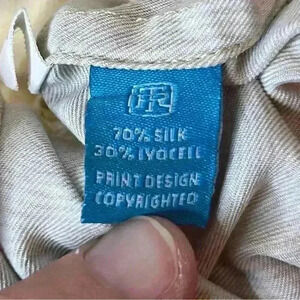 70% SILK
30% LYOCELL
PRINT DESIGN
COPYRIGHTED